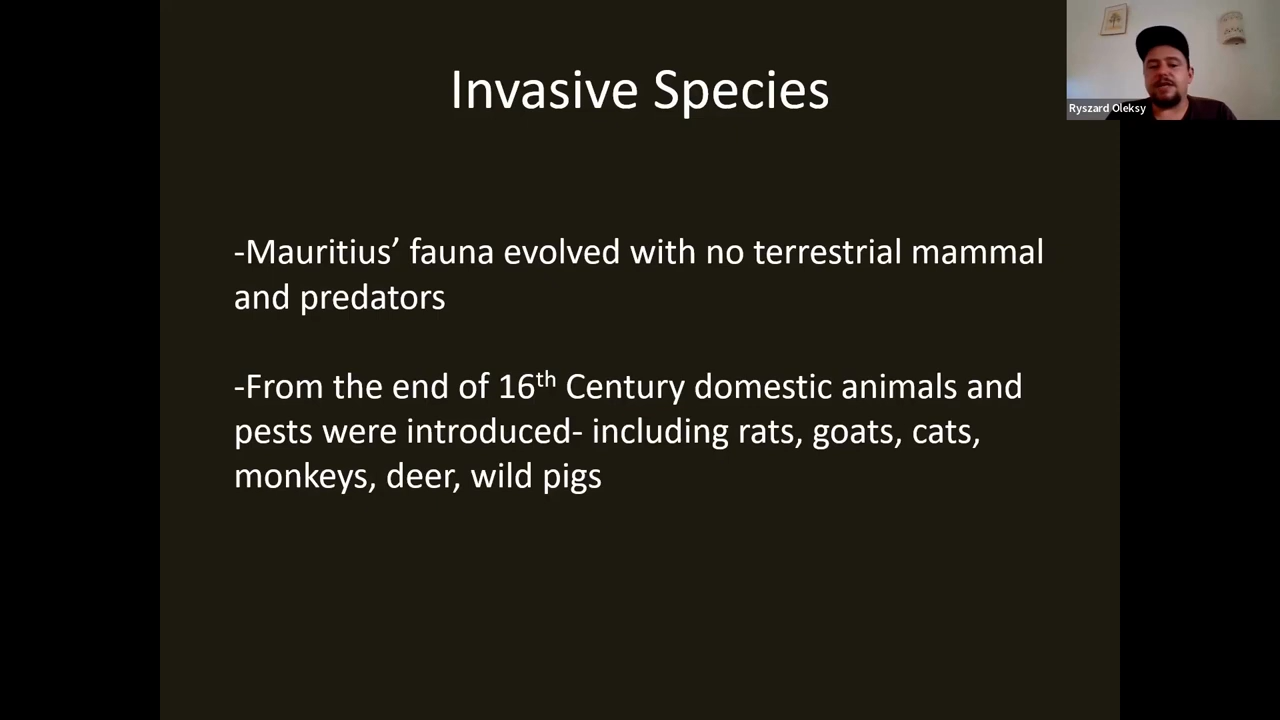 Invasive Species
Ryszard Oleksy
-Mauritius’ fauna evolved with no terrestrial mammal
and predators
-From the end of 16th Century domestic animals and
pests were introduced- including rats, goats, cats,
monkeys, deer, wild pigs